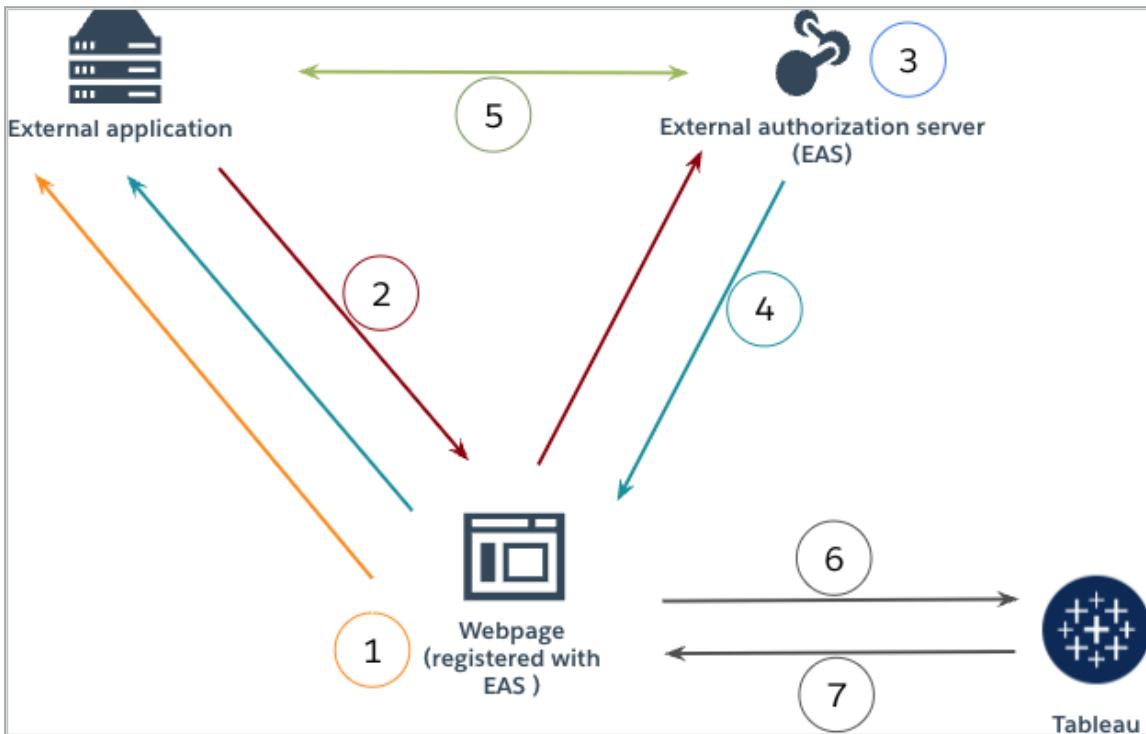 3
5
External application
External authorization server
(EAS)
2
4
6
1
Webpage
(registered with
EAS )
7
Tableau